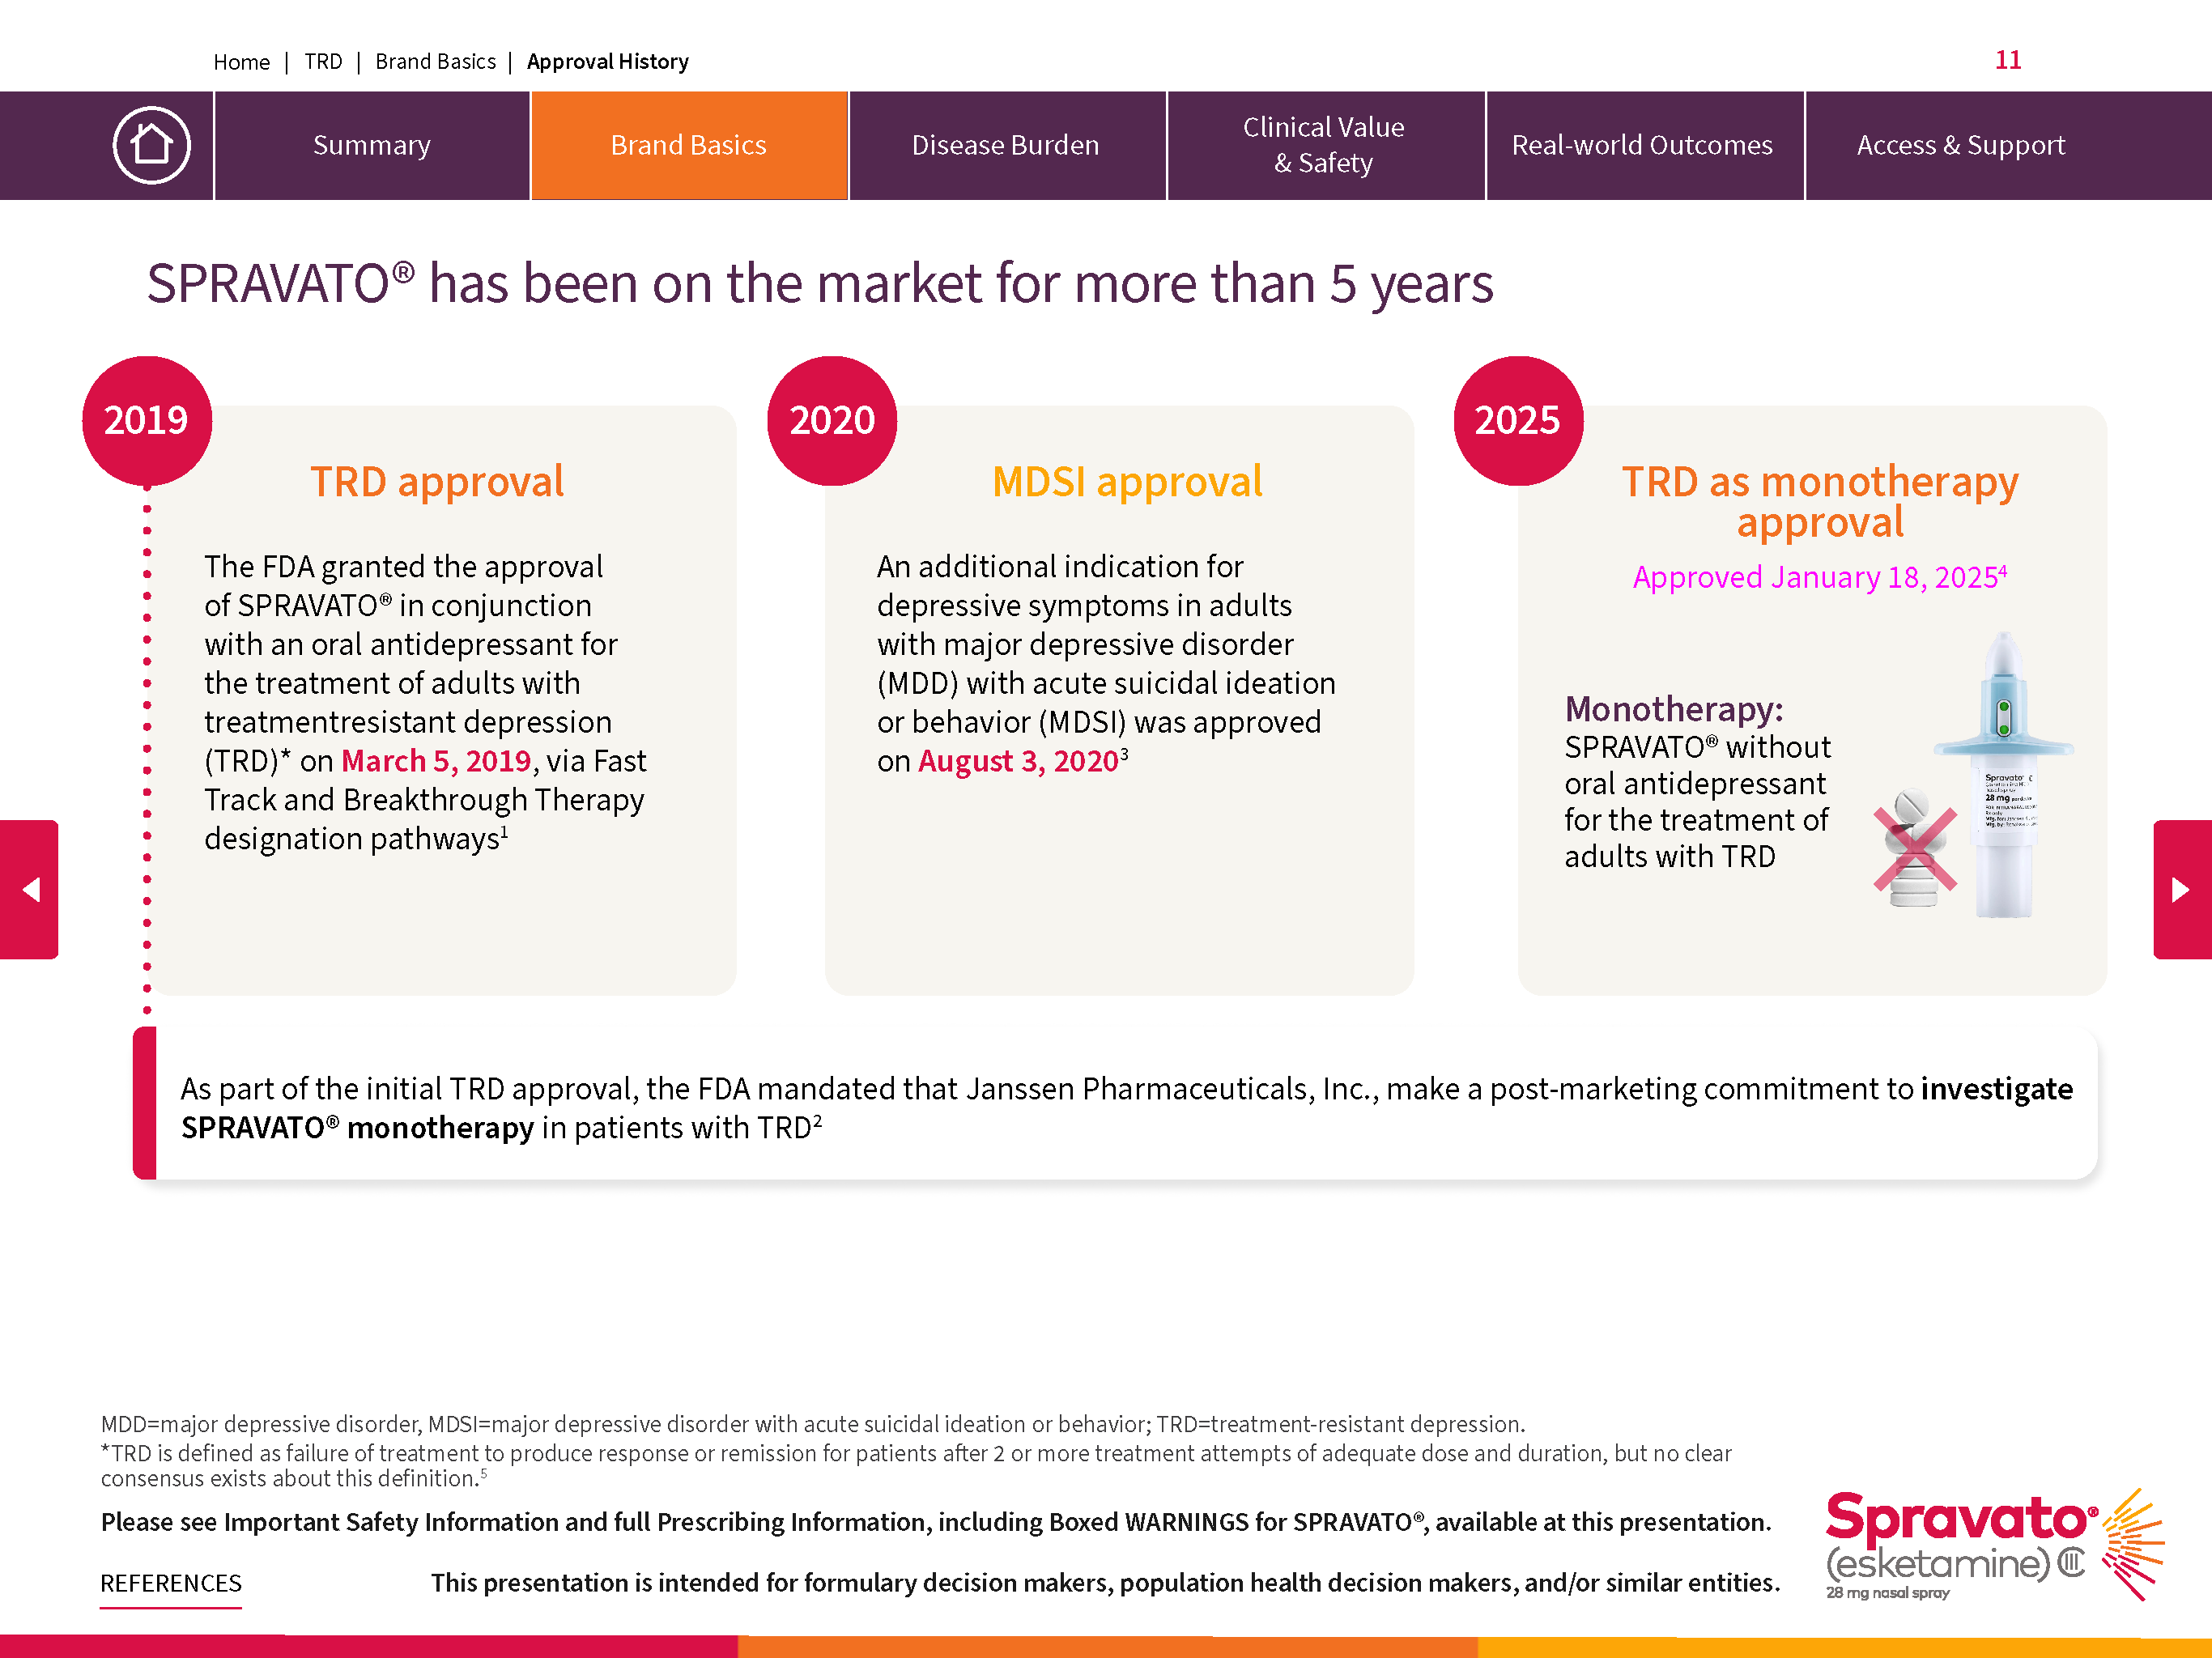 Home | TRD | Brand Basics | Approval History
11
Summary
Brand Basics
Disease Burden
Clinical Value
& Safety
Real-world Outcomes
Access & Support
SPRAVATO® has been on the market for more than 5 years
2019
TRD approval
The FDA granted the approval
of SPRAVATO® in conjunction
with an oral antidepressant for
the treatment of adults with
treatmentresistant depression
(TRD)* on March 5, 2019, via Fast
Track and Breakthrough Therapy
designation pathways¹
2020
MDSI approval
An additional indication for
depressive symptoms in adults
with major depressive disorder
(MDD) with acute suicidal ideation
or behavior (MDSI) was approved
on August 3, 2020³
2025
TRD as monotherapy
approval
Approved January 18, 2025⁴
Monotherapy:
SPRAVATO® without
oral antidepressant
for the treatment of
adults with TRD
Spravato®
28 mg
As part of the initial TRD approval, the FDA mandated that Janssen Pharmaceuticals, Inc., make a post-marketing commitment to investigate
SPRAVATO® monotherapy in patients with TRD²
MDD=major depressive disorder, MDSI=major depressive disorder with acute suicidal ideation or behavior; TRD=treatment-resistant depression.
*TRD is defined as failure of treatment to produce response or remission for patients after 2 or more treatment attempts of adequate dose and duration, but no clear
consensus exists about this definition.⁵
Please see Important Safety Information and full Prescribing Information, including Boxed WARNINGS for SPRAVATO®, available at this presentation.
REFERENCES
This presentation is intended for formulary decision makers, population health decision makers, and/or similar entities.
Spravato®
(esketamine) CIII
28 mg nasal spray